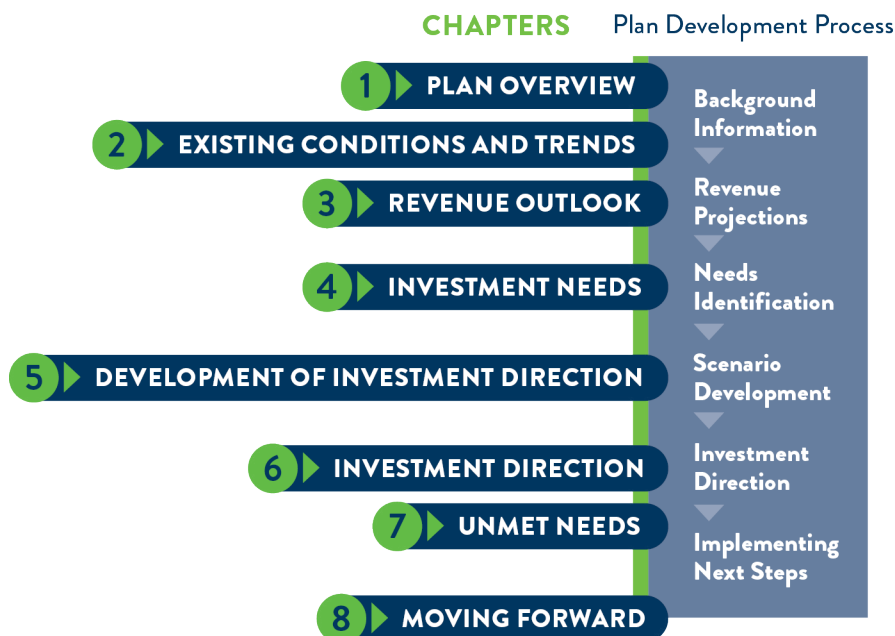 CHAPTERS
Plan Development Process
1 PLAN OVERVIEW
2 EXISTING CONDITIONS AND TRENDS
3 REVENUE OUTLOOK
4 INVESTMENT NEEDS
5 DEVELOPMENT OF INVESTMENT DIRECTION
6 INVESTMENT DIRECTION
7 UNMET NEEDS
8 MOVING FORWARD
Background
Information
Revenue
Projections
Needs
Identification
Scenario
Development
Investment
Direction
Implementing
Next Steps